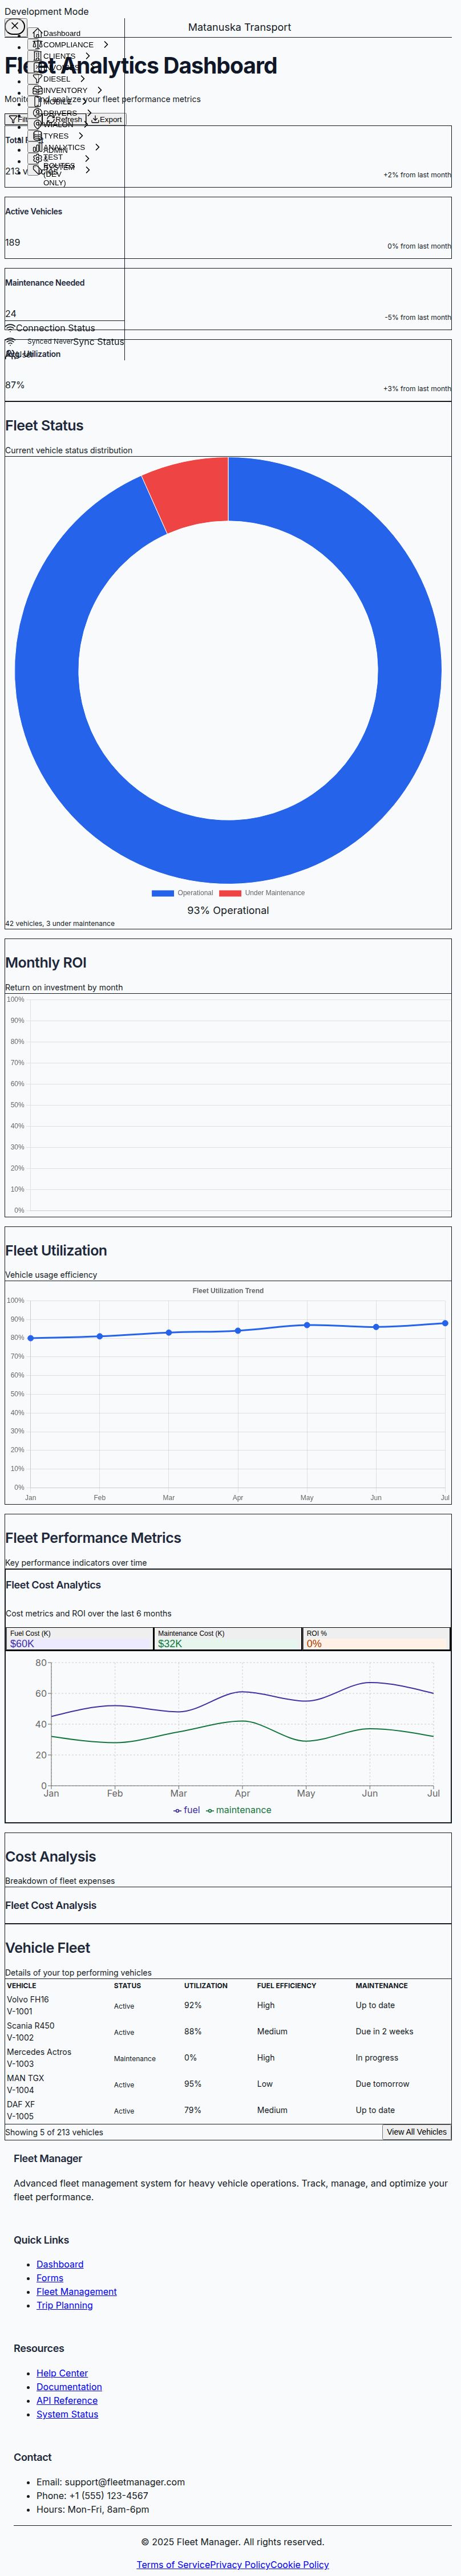 Development Mode
Matanuska Transport
Dashboard
COMPLIANCE
CLIENTS
INVOICES
DIESEL
INVENTORY
MOBILE
DRIVERS
WIALON
TYRES
ANALYTICS
ADMIN
TEST
ROUTES
SYSTEM
(DEV
ONLY)
Fleet Analytics Dashboard
Monitor and analyze your fleet performance metrics
Refresh
Export
Total
213 vehicles
+2% from last month
Active Vehicles
189
0% from last month
Maintenance Needed
24
-5% from last month
Connection Status
Synced Never
Sync Status
Utilization
87%
+3% from last month
Fleet Status
Current vehicle status distribution
Operational
Under Maintenance
93% Operational
42 vehicles, 3 under maintenance
Monthly ROI
Return on investment by month
100%
90%
80%
70%
60%
50%
40%
30%
20%
10%
0%
Fleet Utilization
Vehicle usage efficiency
Fleet Utilization Trend
100%
90%
80%
70%
60%
50%
40%
30%
20%
10%
0%
Jan Feb Mar Apr May Jun Jul
Fleet Performance Metrics
Key performance indicators over time
Fleet Cost Analytics
Cost metrics and ROI over the last 6 months
Fuel Cost (K) Maintenance Cost (K) ROI %
$60K $32K 0%
80
60
40
20
0
Jan Feb Mar Apr May Jun Jul
fuel maintenance
Cost Analysis
Breakdown of fleet expenses
Fleet Cost Analysis
Vehicle Fleet
Details of your top performing vehicles
VEHICLE STATUS UTILIZATION FUEL EFFICIENCY MAINTENANCE
Volvo FH16
V-1001 Active 92% High Up to date
Scania R450
V-1002 Active 88% Medium Due in 2 weeks
Mercedes Actros
V-1003 Maintenance 0% High In progress
MAN TGX
V-1004 Active 95% Low Due tomorrow
DAF XF
V-1005 Active 79% Medium Up to date
Showing 5 of 213 vehicles
View All Vehicles
Fleet Manager
Advanced fleet management system for heavy vehicle operations. Track, manage, and optimize your
fleet performance.
Quick Links
Dashboard
Forms
Fleet Management
Trip Planning
Resources
Help Center
Documentation
API Reference
System Status
Contact
Email: support@fleetmanager.com
Phone: +1 (555) 123-4567
Hours: Mon-Fri, 8am-6pm
© 2025 Fleet Manager. All rights reserved.
Terms of ServicePrivacy PolicyCookie Policy